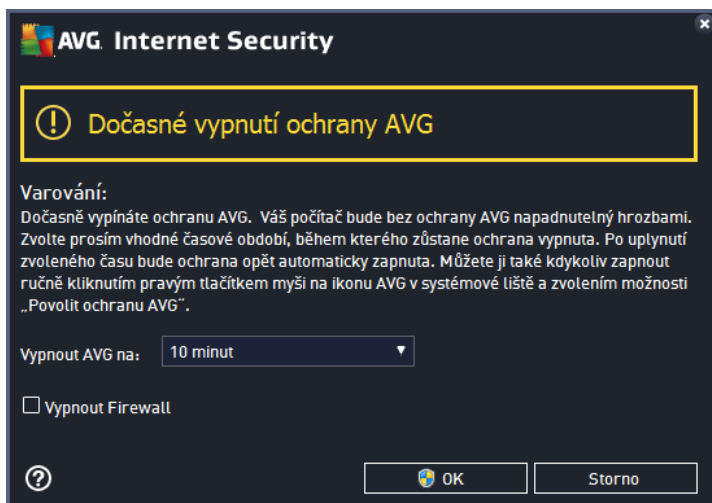 AVG. Internet Security
Dočasné vypnutí ochrany AVG
Varování:
Dočasně vypínáte ochranu AVG. Váš počítač bude bez ochrany AVG napadnutelný hrozbami.
Zvolte prosím vhodné časové období, během kterého zůstane ochrana vypnuta. Po uplynutí
zvoleného času bude ochrana opět automaticky zapnuta. Můžete ji také kdykoliv zapnout
ručně kliknutím pravým tlačítkem myši na ikonu AVG v systémové liště a zvolením možnosti
„Povolit ochranu AVG“.
Vypnout AVG na: 10 minut
Vypnout Firewall
OK Storno